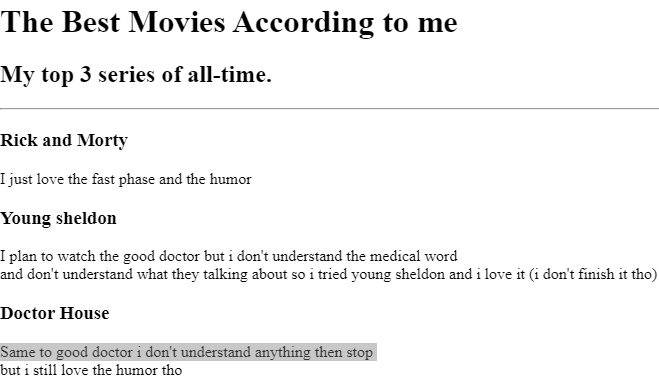 The Best Movies According to me
My top 3 series of all-time.
Rick and Morty
I just love the fast phase and the humor
Young sheldon
I plan to watch the good doctor but i don't understand the medical word
and don't understand what they talking about so i tried young sheldon and i love it (i don't finish it tho)
Doctor House
Same to good doctor i don't understand anything then stop
but i still love the humor tho